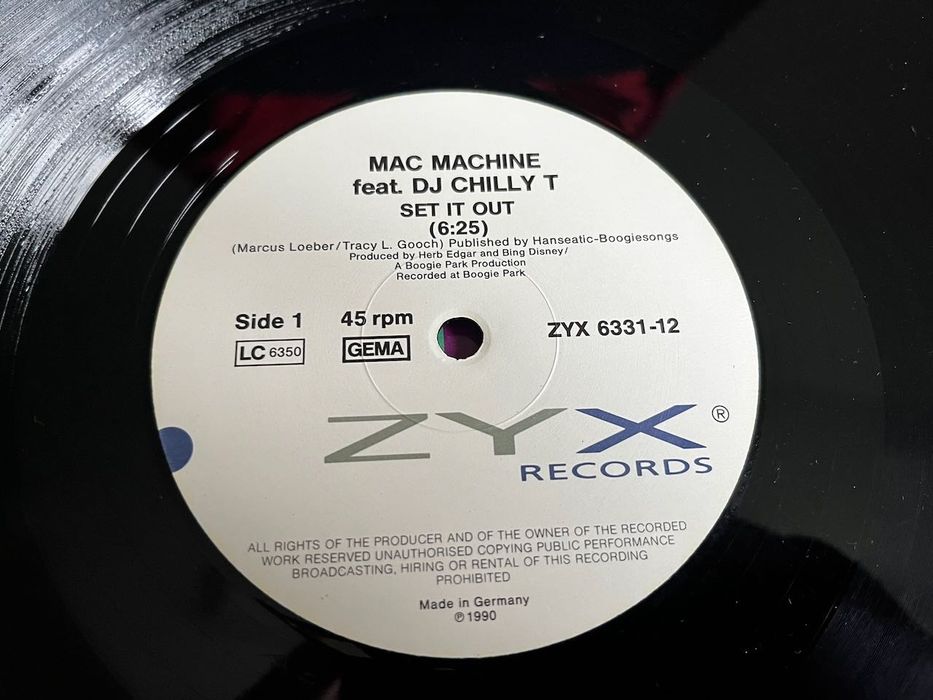 MAC MACHINE
feat. DJ CHILLY T
SET IT OUT
(6:25)
(Marcus Loeber/Tracy L. Gooch) Published by Hanseatic-Boogiesongs
Produced by Herb Edgar and Bing Disney/
A Boogie Park Production
Recorded at Boogie Park
Side 1 45 rpm ZYX 6331-12
LC 6350 GEMA
ZYX ®
RECORDS
ALL RIGHTS OF THE PRODUCER AND OF THE OWNER OF THE RECORDED
WORK RESERVED UNAUTHORISED COPYING PUBLIC PERFORMANCE
BROADCASTING, HIRING OR RENTAL OF THIS RECORDING
PROHIBITED
Made in Germany
℗ 1990